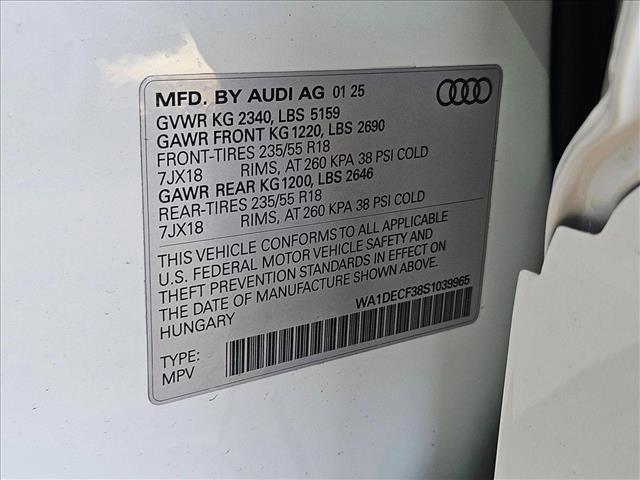 MFD. BY AUDI AG 01 25
GVWR KG 2340, LBS 5159
GAWR FRONT KG 1220, LBS 2690
FRONT-TIRES 235/55 R18
7JX18 RIMS, AT 260 KPA 38 PSI COLD
GAWR REAR KG1200, LBS 2646
REAR-TIRES 235/55 R18
7JX18 RIMS, AT 260 KPA 38 PSI COLD
THIS VEHICLE CONFORMS TO ALL APPLICABLE
U.S. FEDERAL MOTOR VEHICLE SAFETY AND
THEFT PREVENTION STANDARDS IN EFFECT ON
THE DATE OF MANUFACTURE SHOWN ABOVE.
HUNGARY
WA1DECF38S1039965
TYPE:
MPV